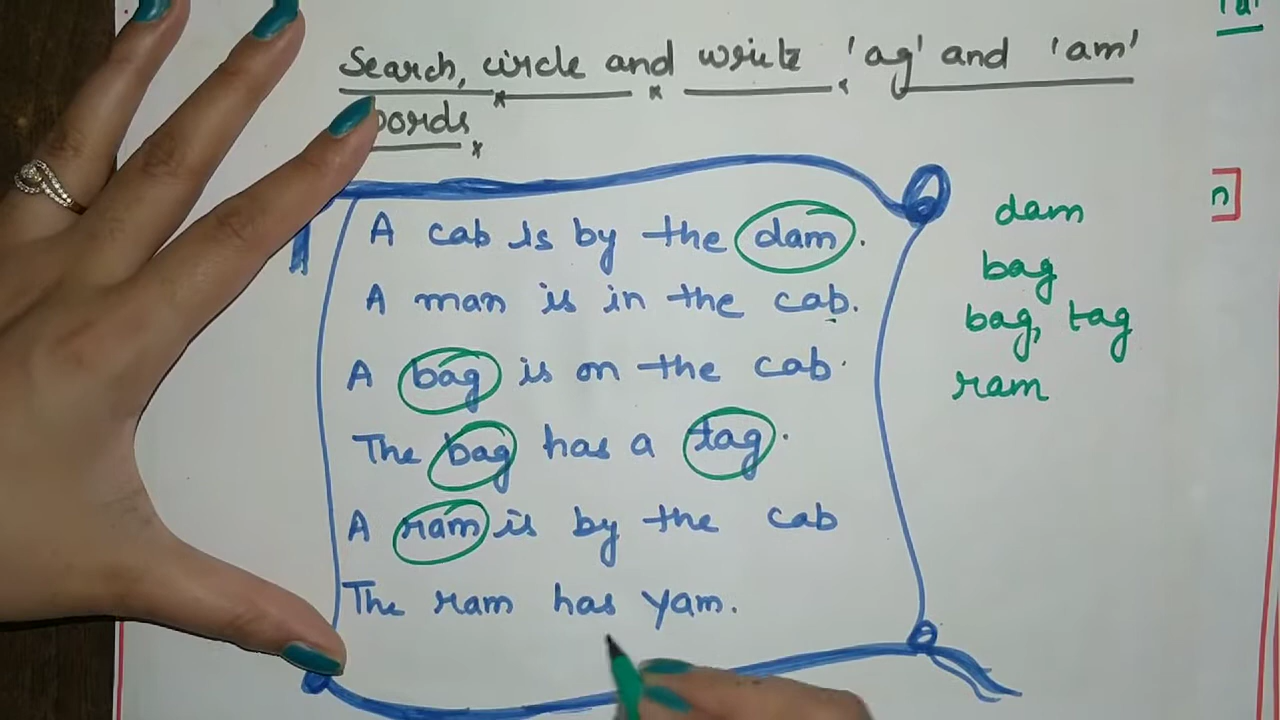 Search, circle and write 'ag' and 'am'
words
A cab is by the dam.
A man is in the cab.
A bag is on the cab.
The bag has a tag.
A ram is by the cab
The ram has yam.
dam
bag
bag, tag
ram
n]